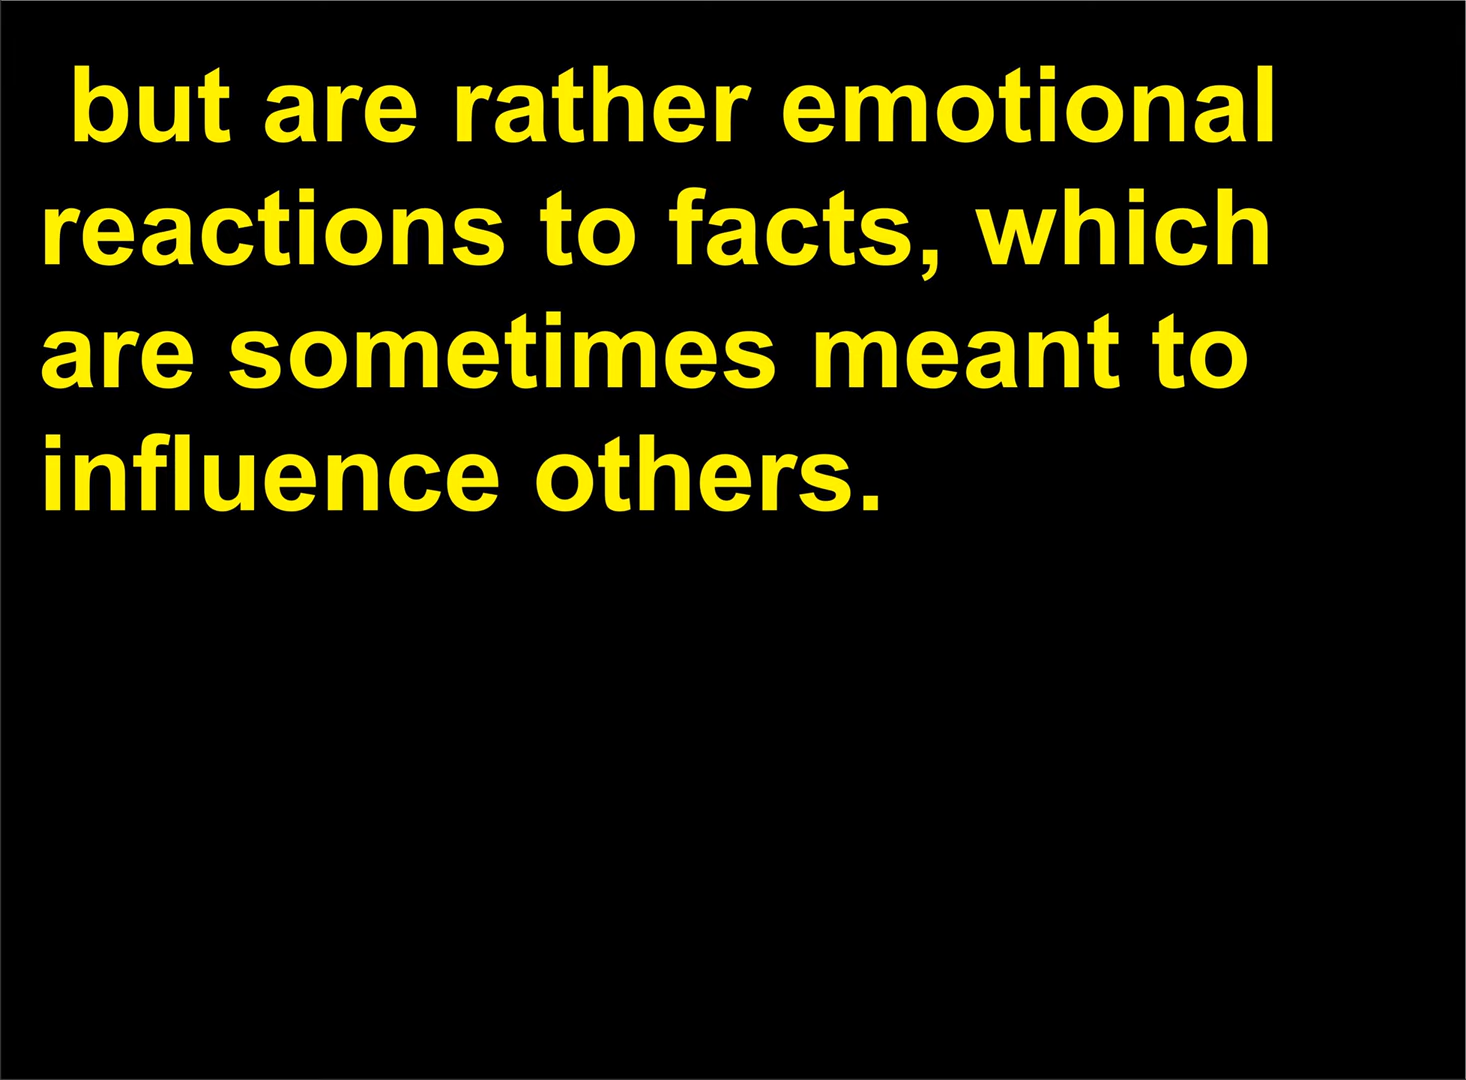 but are rather emotional
reactions to facts, which
are sometimes meant to
influence others.